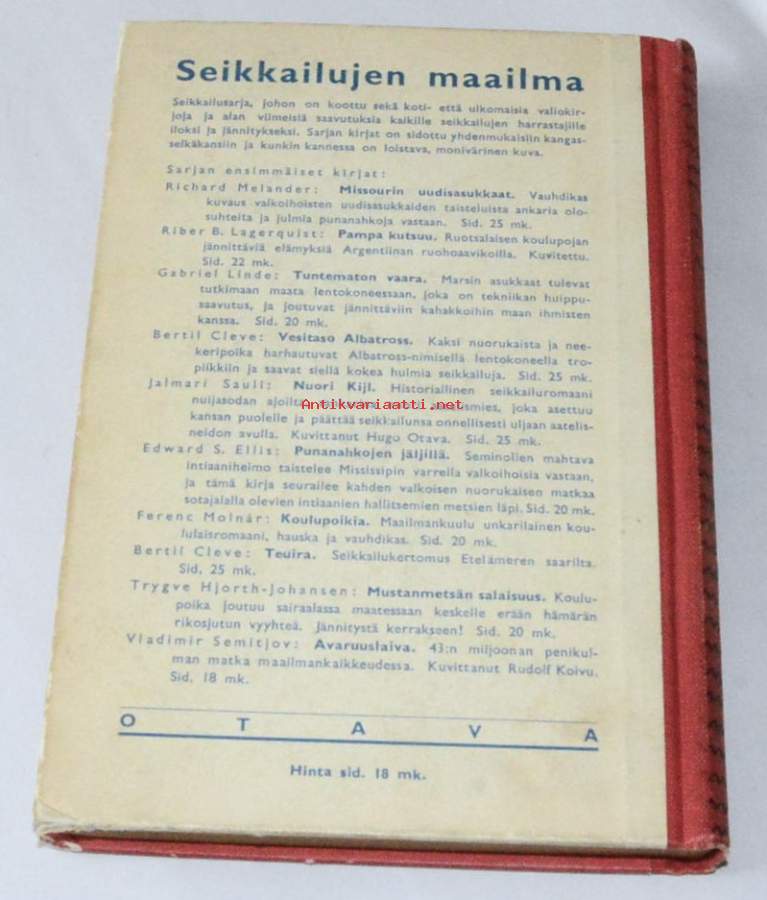 Seikkailujen maailma
Seikkailusarja, johon on koottu sekä koti- että ulkomaisia valiokir-
joja ja alan viimeisiä saavutuksia kaikille seikkailujen harrastajille
iloksi ja jännitykseksi. Sarjan kirjat on sidottu yhdenmukaisiin kangas-
selkäkansiin ja kunkin kannessa on loistava, monivärinen kuva.
Sarjan ensimmäiset kirjat:
Richard Melander: Missourin uudisasukkaat. Vauhdikas
kuvaus valkoihoisten uudisasukkaiden taisteluista ankaria olo-
suhteita ja julmia punanahkoja vastaan. Sid. 25 mk.
Riber B. Lagerquist: Pampa kutsuu. Ruotsalaisen koulupojan
jännittäviä elämyksiä Argentiinan ruohoaavikoilla. Kuvitettu.
Sid. 22 mk.
Gabriel Linde: Tuntematon vaara. Marsin asukkaat tulevat
tutkimaan maata lentokoneessaan, joka on tekniikan huippu-
saavutus, ja joutuvat jännittäviin kahakkoihin maan ihmisten
kanssa. Sid. 20 mk.
Bertil Cleve: Vesitaso Albatross. Kaksi nuorukaista ja nee-
keripoika harhautuvat Albatross-nimisellä lentokoneella tro-
piikkiin ja saavat siellä kokea huimia seikkailuja. Sid. 25 mk.
Jalmari Sauli: Nuori Kijl. Historiallinen seikkailuromaani
nuijasodan ajoilta. aatelismies, joka asettuu
Antikvariaatti.net
kansan puolelle ja päättää seikkailunsa onnellisesti uljaan aatelis-
neidon avulla. Kuvittanut Hugo Otava. Sid. 25 mk.
Edward S. Ellis: Punanahkojen jäljillä. Seminolien mahtava
intiaaniheimo taistelee Mississipin varrella valkoihoisia vastaan,
ja tämä kirja seurailee kahden valkoisen nuorukaisen matkaa
sotajalalla olevien intiaanien hallitsemien metsien läpi. Sid. 20 mk.
Ferenc Molnár: Koulupoikia. Maailmankuulu unkarilainen kou-
lulaisromaani, hauska ja vauhdikas. Sid. 20 mk.
Bertil Cleve: Teuira. Seikkailukertomus Etelämeren saarilta.
Sid. 25 mk.
Trygve Hjorth-Johansen: Mustanmetsän salaisuus. Koulu-
poika joutuu sairaalassa maatessaan keskelle erään hämärän
rikosjutun vyyhteä. Jännitystä kerrakseen! Sid. 20 mk.
Vladimir Semitjov: Avaruuslaiva. 43:n miljoonan penikul-
man matka maailmankaikkeudessa. Kuvittanut Rudolf Koivu.
Sid. 18 mk.
OTAVA
Hinta sid. 18 mk.